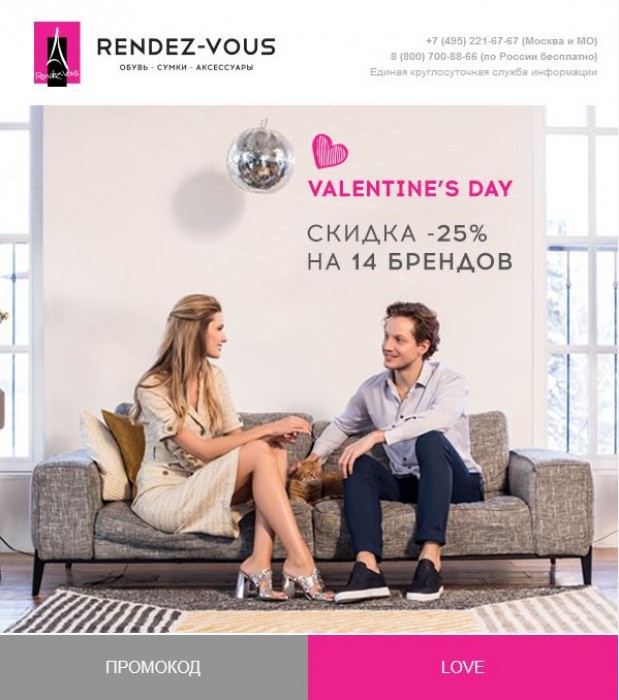 RENDEZ-VOUS
Rendez-Vous
ОБУВЬ - СУМКИ - АКСЕССУАРЫ
+7 (495) 221-67-67 (Москва и МО)
8 (800) 700-88-66 (по России бесплатно)
Единая круглосуточная служба информации
VALENTINE'S DAY
СКИДКА -25%
НА 14 БРЕНДОВ
ПРОМОКОД
LOVE